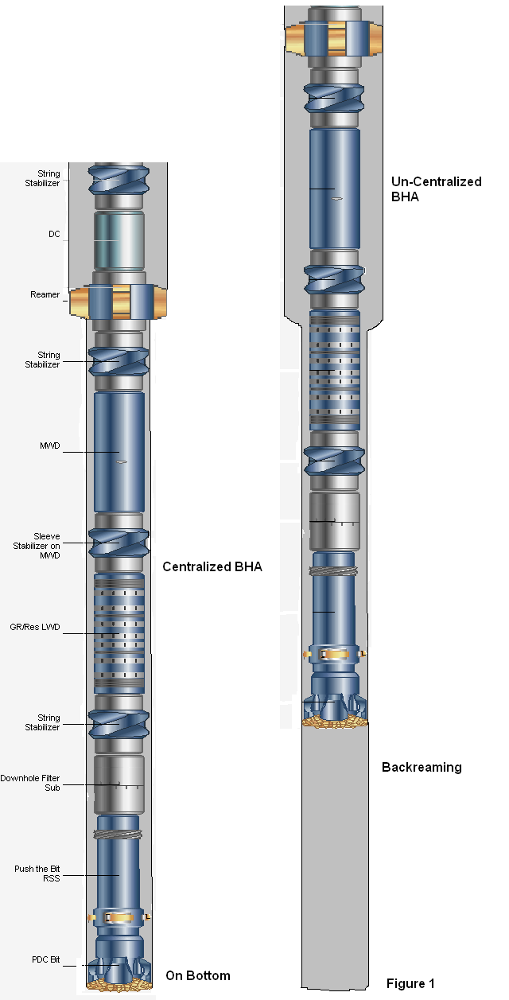 String
Stabilizer
DC
Reamer
String
Stabilizer
MWD
Sleeve
Stabilizer on
MWD
GR/Res LWD
String
Stabilizer
Downhole Filter
Sub
Push the Bit
RSS
PDC Bit
Centralized BHA
On Bottom
Un-Centralized
BHA
Backreaming
Figure 1